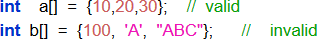 int a[] = {10,20,30}; // valid
int b[] = {100, 'A', "ABC"}; // invalid